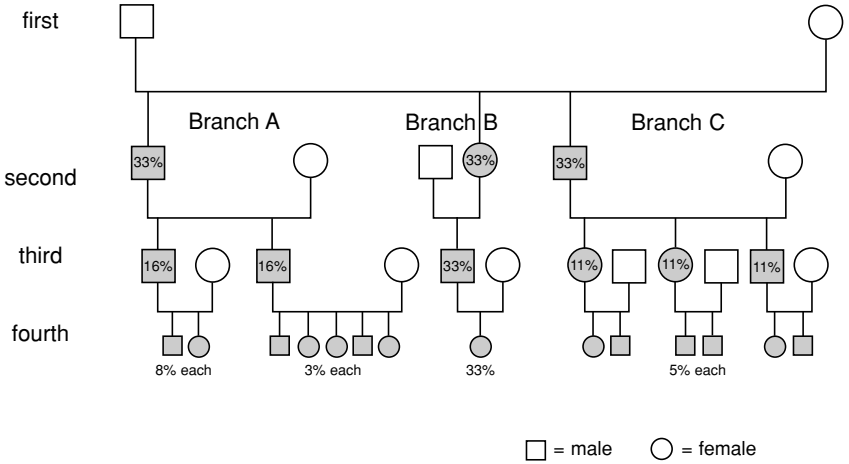 first
Branch A
Branch B
Branch C
second
33%
33%
33%
third
16%
16%
33%
11%
11%
11%
fourth
8% each
3% each
33%
5% each
= male
= female